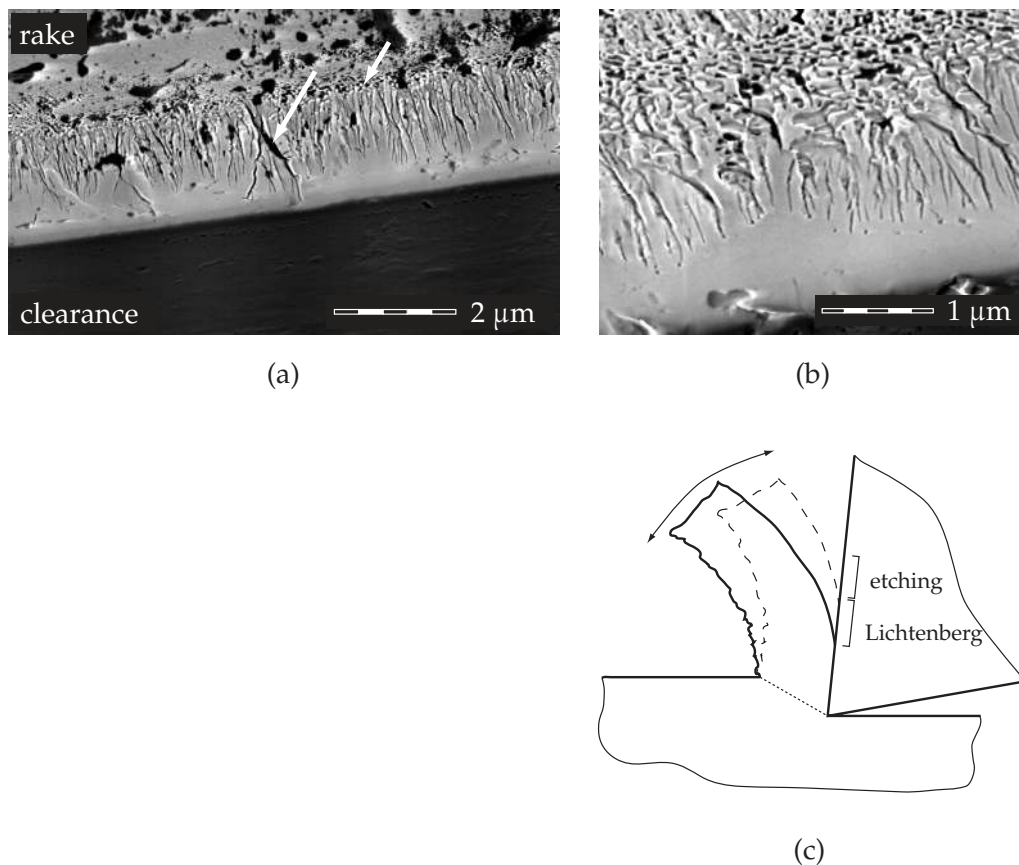 rake
clearance
2 µm
1 µm
(a)
(b)
etching
Lichtenberg
(c)